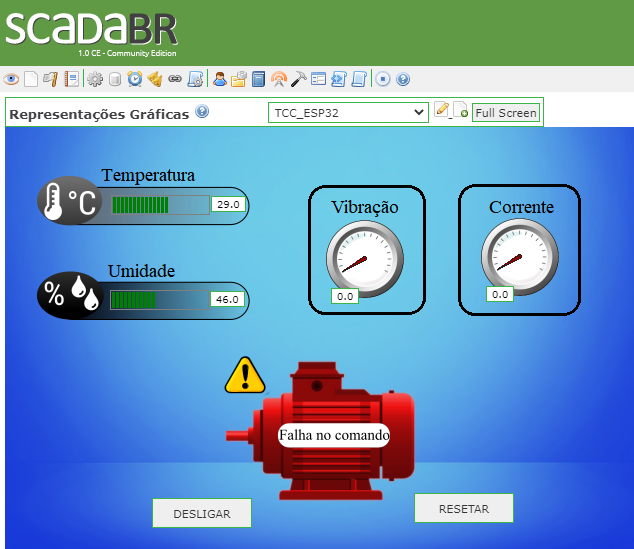 SCADABR
1.0 CE - Community Edition
Representações Gráficas
TCC_ESP32
Full Screen
Temperatura
°C
29.0
Vibração
0.0
Corrente
0.0
Umidade
%
46.0
!
Falha no comando
DESLIGAR
RESETAR